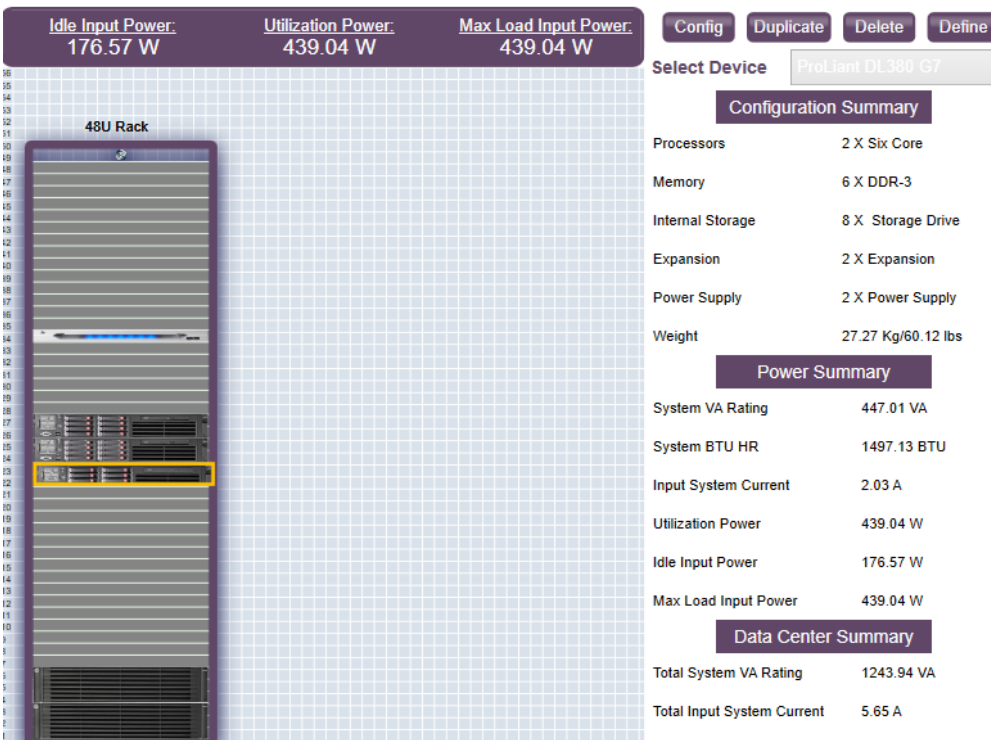 Idle Input Power: Utilization Power: Max Load Input Power:
176.57 W 439.04 W 439.04 W
Config Duplicate Delete Define
Select Device ProLiant DL380 G7
Configuration Summary
48U Rack
Processors 2 X Six Core
Memory 6 X DDR-3
Internal Storage 8 X Storage Drive
Expansion 2 X Expansion
Power Supply 2 X Power Supply
Weight 27.27 Kg/60.12 lbs
Power Summary
System VA Rating 447.01 VA
System BTU HR 1497.13 BTU
Input System Current 2.03 A
Utilization Power 439.04 W
Idle Input Power 176.57 W
Max Load Input Power 439.04 W
Data Center Summary
Total System VA Rating 1243.94 VA
Total Input System Current 5.65 A